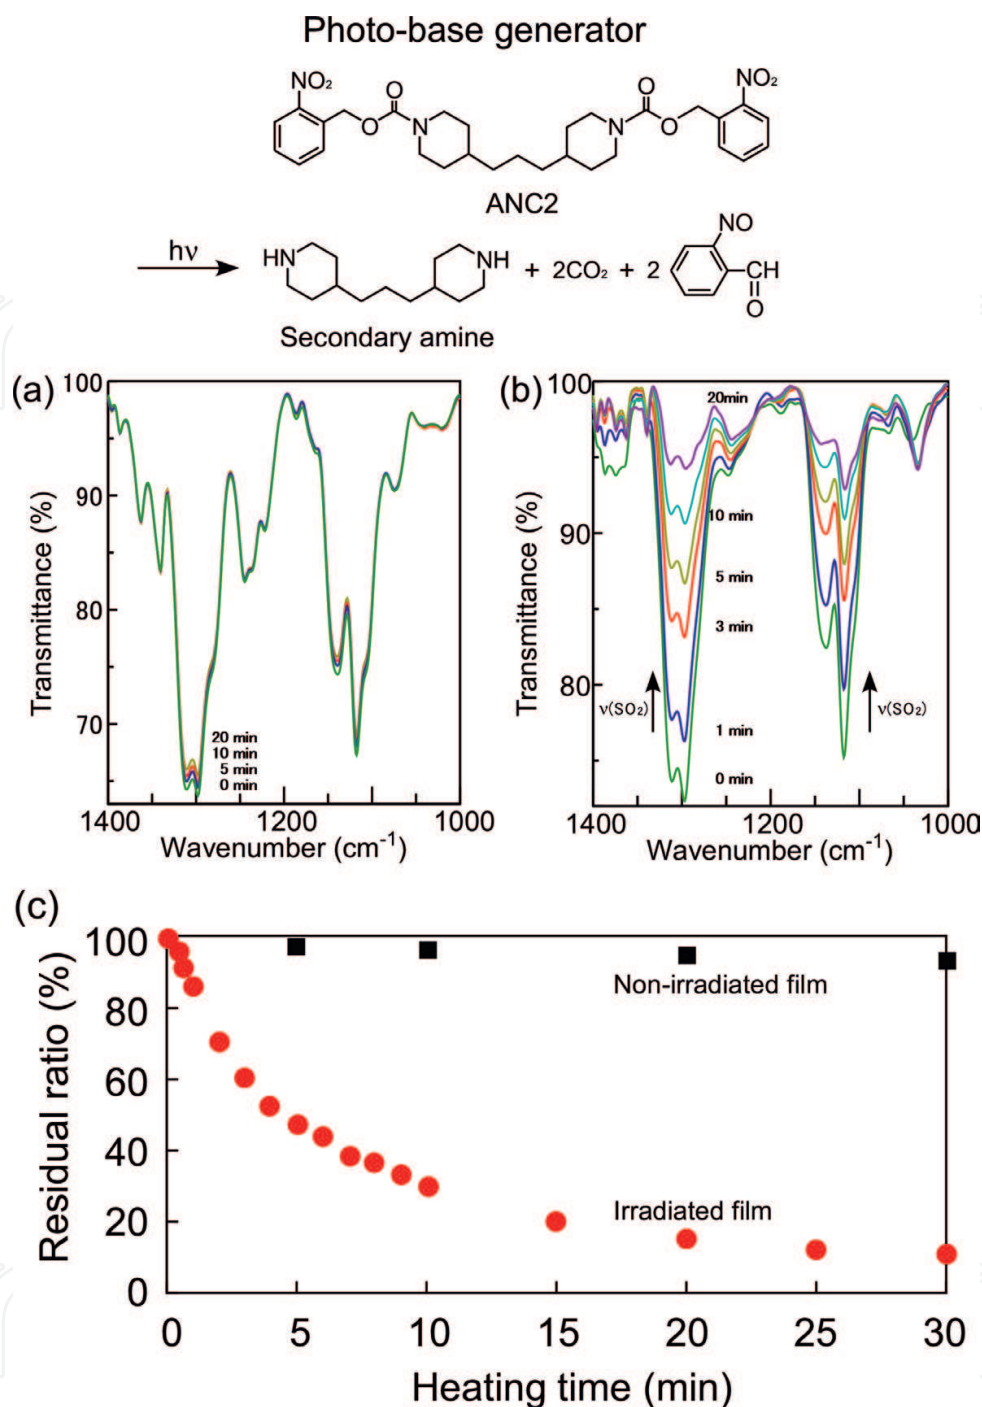 Photo-base generator
NO₂
NO₂
O
O
O
N
N
O
ANC2
hν
HN
NH
+ 2CO₂ + 2
NO
CH
O
Secondary amine
(a)
100
90
80
70
Transmittance (%)
20 min
10 min
5 min
0 min
1400
1200
1000
Wavenumber (cm⁻¹)
(b)
100
90
80
Transmittance (%)
20min
10 min
5 min
3 min
1 min
0 min
ν(SO₂)
ν(SO₂)
1400
1200
1000
Wavenumber (cm⁻¹)
(c)
100
80
60
40
20
0
Residual ratio (%)
Non-irradiated film
Irradiated film
0 5 10 15 20 25 30
Heating time (min)